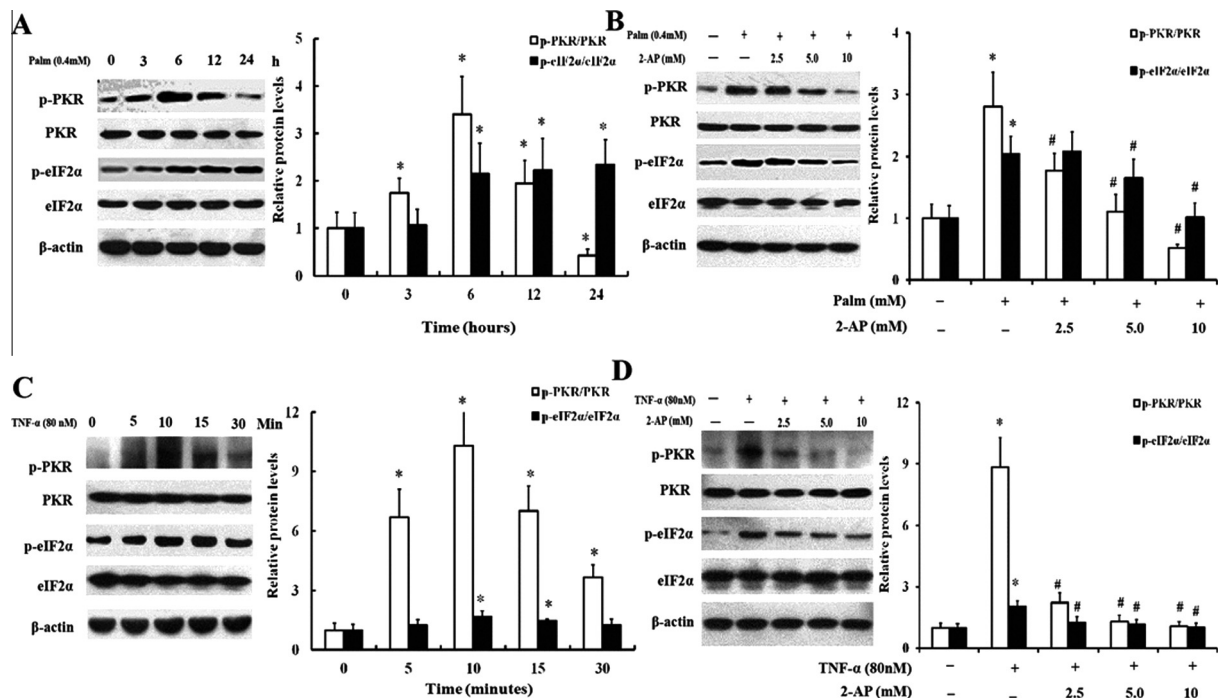 A
Palm (0.4mM) 0 3 6 12 24 h
p-PKR
PKR
p-eIF2α
eIF2α
β-actin
Relative protein levels
5
4
3
2
1
0
p-PKR/PKR
p-eIF2α/eIF2α
* * * * * * *
0 3 6 12 24
Time (hours)
B
Palm (0.4mM) – + + + +
2-AP (mM) – – 2.5 5.0 10
p-PKR
PKR
p-eIF2α
eIF2α
β-actin
Relative protein levels
4
3
2
1
0
p-PKR/PKR
p-eIF2α/eIF2α
* * # # # # #
Palm (mM) – + + + +
2-AP (mM) – – 2.5 5.0 10
C
TNF-α (80 nM) 0 5 10 15 30 Min
p-PKR
PKR
p-eIF2α
eIF2α
β-actin
Relative protein levels
12
9
6
3
0
p-PKR/PKR
p-eIF2α/eIF2α
* * * * * *
0 5 10 15 30
Time (minutes)
D
TNF-α (80nM) – + + + +
2-AP (mM) – – 2.5 5.0 10
p-PKR
PKR
p-eIF2α
eIF2α
β-actin
Relative protein levels
12
9
6
3
0
p-PKR/PKR
p-eIF2α/eIF2α
* * # # # # # #
TNF-α (80nM) – + + + +
2-AP (mM) – – 2.5 5.0 10